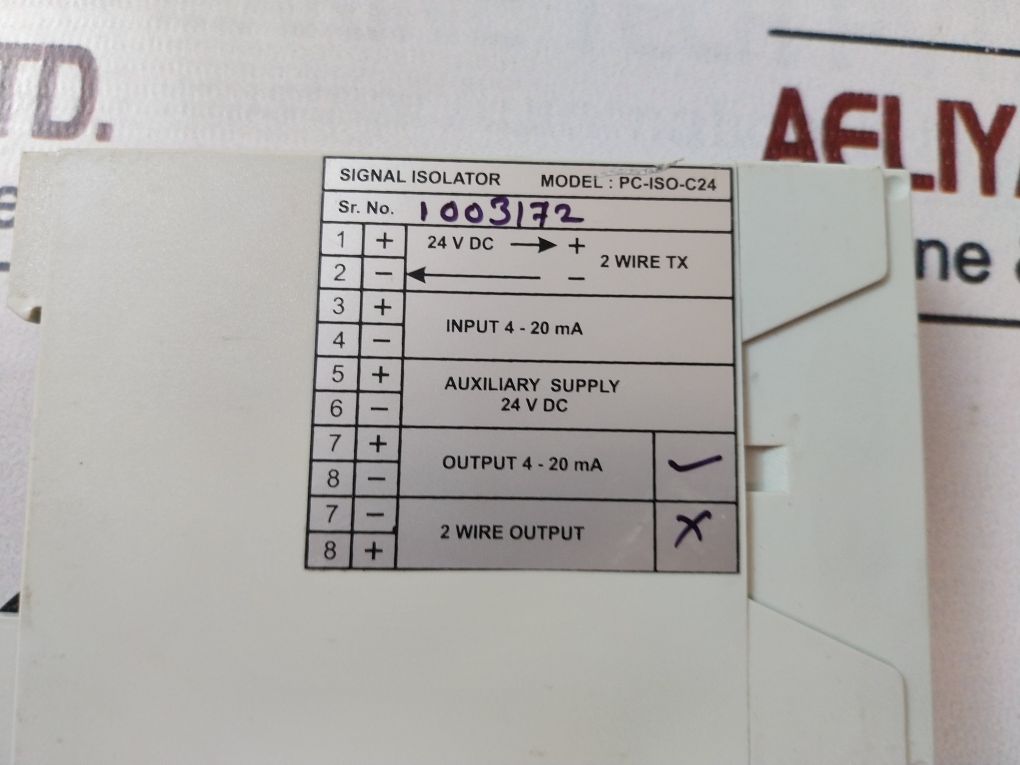 TD.
AELIY
ne
SIGNAL ISOLATOR MODEL : PC-ISO-C24
Sr. No. 1003172
1 + 24 V DC → + 2 WIRE TX
2 – ← –
3 + INPUT 4 - 20 mA
4 –
5 + AUXILIARY SUPPLY
24 V DC
6 –
7 + OUTPUT 4 - 20 mA ✓
8 –
7 – 2 WIRE OUTPUT X
8 +